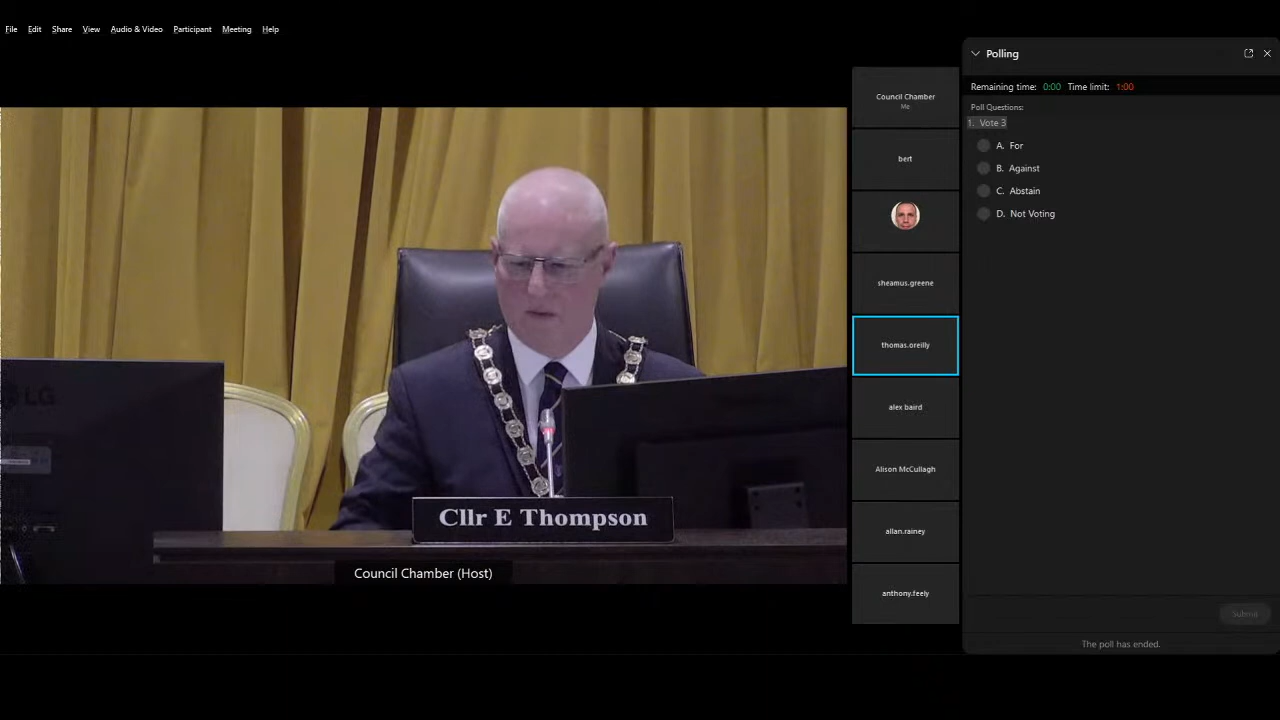 File Edit Share View Audio & Video Participant Meeting Help
Polling
Remaining time: 0:00 Time limit: 1:00
Poll Questions:
1. Vote 3
A. For
B. Against
C. Abstain
D. Not Voting
Submit
The poll has ended.
Council Chamber
Me
bert
sheamus.greene
thomas.oreilly
alex baird
Alison McCullagh
allan.rainey
anthony.feely
LG
Cllr E Thompson
Council Chamber (Host)